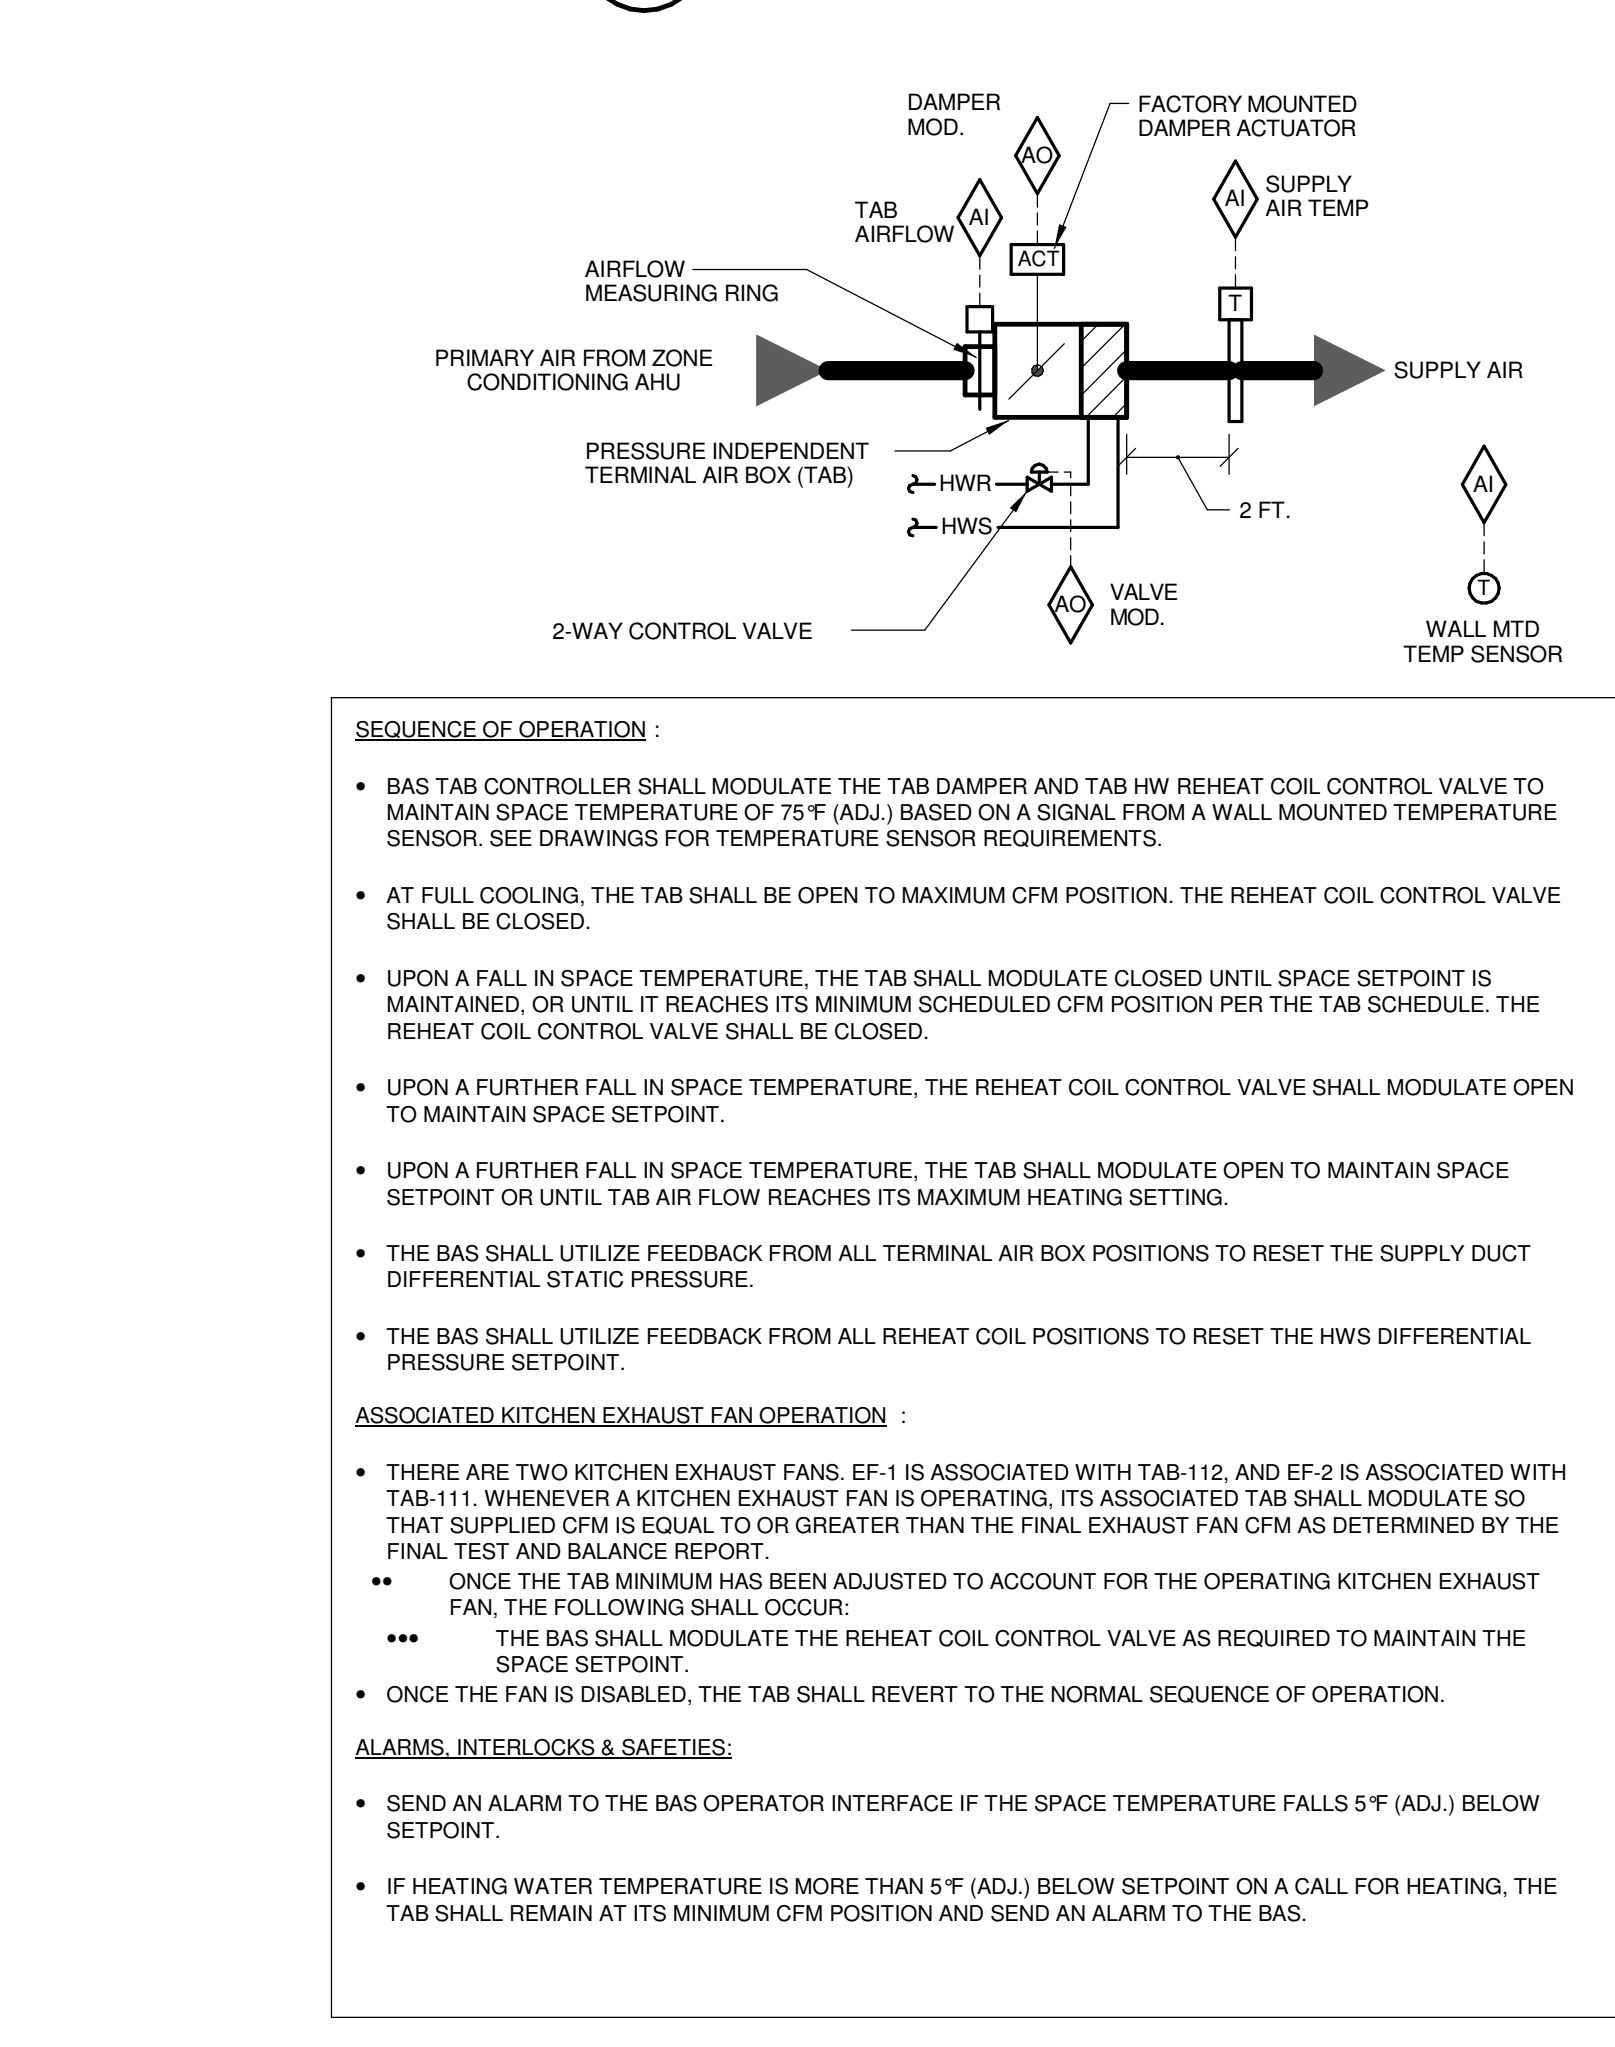 DAMPER
MOD.
FACTORY MOUNTED
DAMPER ACTUATOR
AO
TAB
AIRFLOW
AI
AI
SUPPLY
AIR TEMP
ACT
AIRFLOW
MEASURING RING
T
PRIMARY AIR FROM ZONE
CONDITIONING AHU
SUPPLY AIR
PRESSURE INDEPENDENT
TERMINAL AIR BOX (TAB)
HWR
HWS
2 FT.
AI
T
WALL MTD
TEMP SENSOR
AO
VALVE
MOD.
2-WAY CONTROL VALVE
SEQUENCE OF OPERATION :
• BAS TAB CONTROLLER SHALL MODULATE THE TAB DAMPER AND TAB HW REHEAT COIL CONTROL VALVE TO
MAINTAIN SPACE TEMPERATURE OF 75°F (ADJ.) BASED ON A SIGNAL FROM A WALL MOUNTED TEMPERATURE
SENSOR. SEE DRAWINGS FOR TEMPERATURE SENSOR REQUIREMENTS.
• AT FULL COOLING, THE TAB SHALL BE OPEN TO MAXIMUM CFM POSITION. THE REHEAT COIL CONTROL VALVE
SHALL BE CLOSED.
• UPON A FALL IN SPACE TEMPERATURE, THE TAB SHALL MODULATE CLOSED UNTIL SPACE SETPOINT IS
MAINTAINED, OR UNTIL IT REACHES ITS MINIMUM SCHEDULED CFM POSITION PER THE TAB SCHEDULE. THE
REHEAT COIL CONTROL VALVE SHALL BE CLOSED.
• UPON A FURTHER FALL IN SPACE TEMPERATURE, THE REHEAT COIL CONTROL VALVE SHALL MODULATE OPEN
TO MAINTAIN SPACE SETPOINT.
• UPON A FURTHER FALL IN SPACE TEMPERATURE, THE TAB SHALL MODULATE OPEN TO MAINTAIN SPACE
SETPOINT OR UNTIL TAB AIR FLOW REACHES ITS MAXIMUM HEATING SETTING.
• THE BAS SHALL UTILIZE FEEDBACK FROM ALL TERMINAL AIR BOX POSITIONS TO RESET THE SUPPLY DUCT
DIFFERENTIAL STATIC PRESSURE.
• THE BAS SHALL UTILIZE FEEDBACK FROM ALL REHEAT COIL POSITIONS TO RESET THE HWS DIFFERENTIAL
PRESSURE SETPOINT.
ASSOCIATED KITCHEN EXHAUST FAN OPERATION :
• THERE ARE TWO KITCHEN EXHAUST FANS. EF-1 IS ASSOCIATED WITH TAB-112, AND EF-2 IS ASSOCIATED WITH
TAB-111. WHENEVER A KITCHEN EXHAUST FAN IS OPERATING, ITS ASSOCIATED TAB SHALL MODULATE SO
THAT SUPPLIED CFM IS EQUAL TO OR GREATER THAN THE FINAL EXHAUST FAN CFM AS DETERMINED BY THE
FINAL TEST AND BALANCE REPORT.
•• ONCE THE TAB MINIMUM HAS BEEN ADJUSTED TO ACCOUNT FOR THE OPERATING KITCHEN EXHAUST
FAN, THE FOLLOWING SHALL OCCUR:
••• THE BAS SHALL MODULATE THE REHEAT COIL CONTROL VALVE AS REQUIRED TO MAINTAIN THE
SPACE SETPOINT.
• ONCE THE FAN IS DISABLED, THE TAB SHALL REVERT TO THE NORMAL SEQUENCE OF OPERATION.
ALARMS, INTERLOCKS & SAFETIES:
• SEND AN ALARM TO THE BAS OPERATOR INTERFACE IF THE SPACE TEMPERATURE FALLS 5°F (ADJ.) BELOW
SETPOINT.
• IF HEATING WATER TEMPERATURE IS MORE THAN 5°F (ADJ.) BELOW SETPOINT ON A CALL FOR HEATING, THE
TAB SHALL REMAIN AT ITS MINIMUM CFM POSITION AND SEND AN ALARM TO THE BAS.